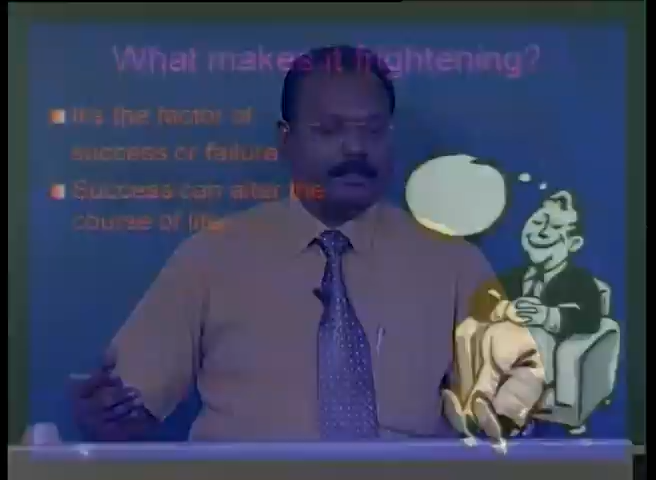 What makes it frightening?
It's the factor of
success or failure
Success can alter the
course of life